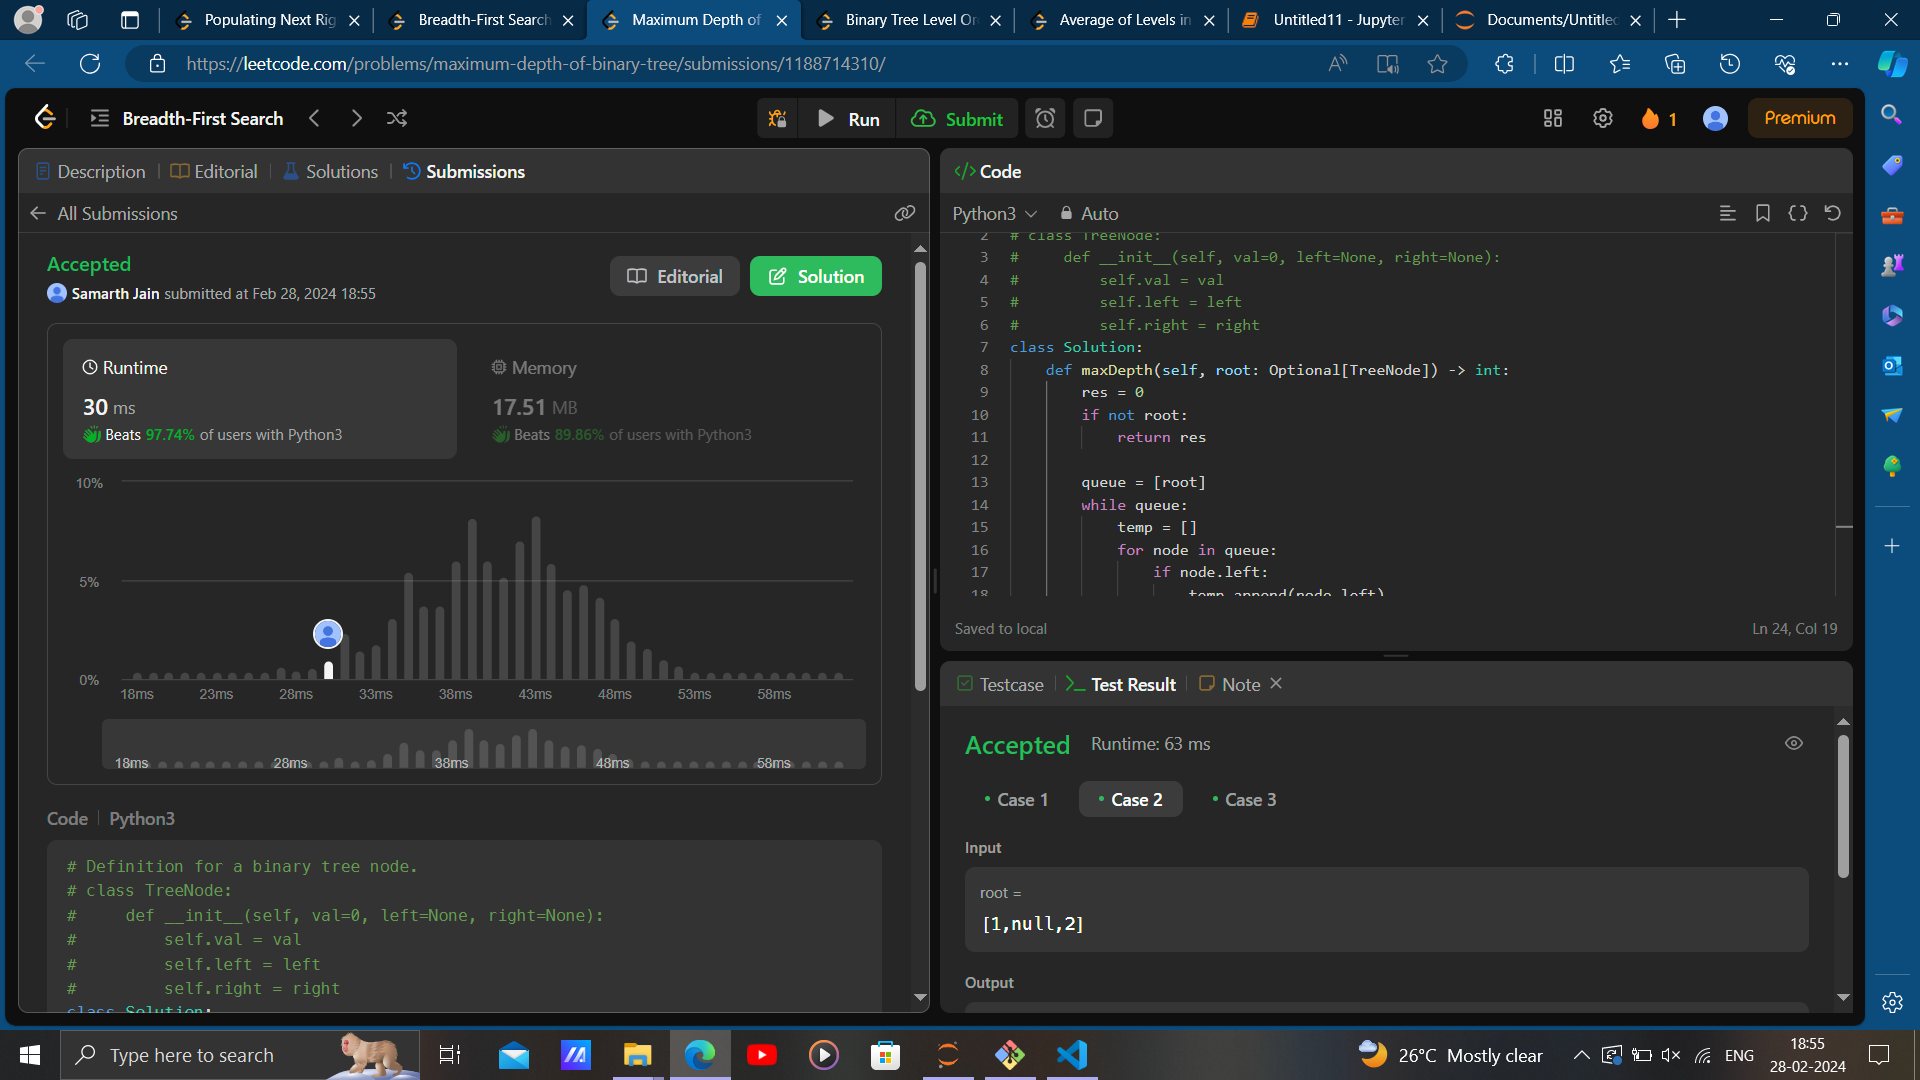 Populating Next Rig
Breadth-First Search
Maximum Depth of
Binary Tree Level Or
Average of Levels in
Untitled11 - Jupyter
Documents/Untitled
https://leetcode.com/problems/maximum-depth-of-binary-tree/submissions/1188714310/
Breadth-First Search
Run
Submit
1
Premium
Description
Editorial
Solutions
Submissions
All Submissions
Accepted
Samarth Jain submitted at Feb 28, 2024 18:55
Editorial
Solution
Runtime
30 ms
Beats 97.74% of users with Python3
Memory
17.51 MB
Beats 89.86% of users with Python3
10%
5%
0%
18ms 23ms 28ms 33ms 38ms 43ms 48ms 53ms 58ms
18ms 28ms 38ms 48ms 58ms
Code Python3
# Definition for a binary tree node.
# class TreeNode:
#     def __init__(self, val=0, left=None, right=None):
#         self.val = val
#         self.left = left
#         self.right = right
class Solution:
</> Code
Python3 Auto
2 # class TreeNode:
3 #     def __init__(self, val=0, left=None, right=None):
4 #         self.val = val
5 #         self.left = left
6 #         self.right = right
7 class Solution:
8     def maxDepth(self, root: Optional[TreeNode]) -> int:
9         res = 0
10         if not root:
11             return res
12
13         queue = [root]
14         while queue:
15             temp = []
16             for node in queue:
17                 if node.left:
18                     temp.append(node.left)
Saved to local
Ln 24, Col 19
Testcase
Test Result
Note
Accepted Runtime: 63 ms
Case 1
Case 2
Case 3
Input
root =
[1,null,2]
Output
Type here to search
26°C Mostly clear
ENG
18:55
28-02-2024